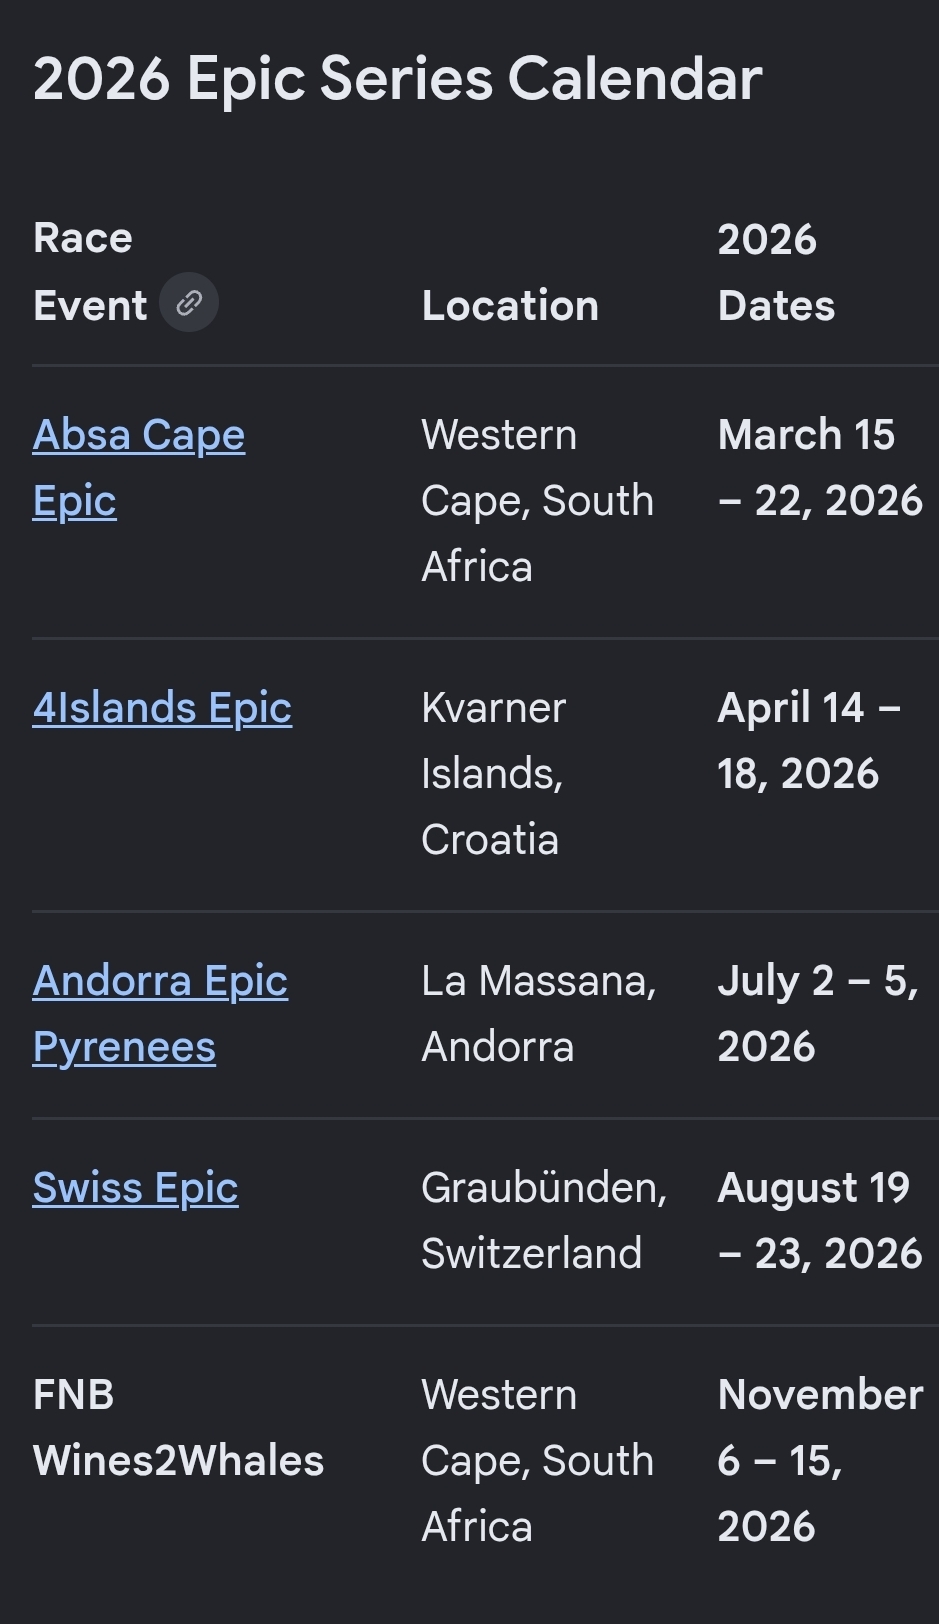 2026 Epic Series Calendar
Race
Event
Location
2026
Dates
Absa Cape
Epic
Western
Cape, South
Africa
March 15
– 22, 2026
4Islands Epic
Kvarner
Islands,
Croatia
April 14 –
18, 2026
Andorra Epic
Pyrenees
La Massana,
Andorra
July 2 – 5,
2026
Swiss Epic
Graubünden,
Switzerland
August 19
– 23, 2026
FNB
Wines2Whales
Western
Cape, South
Africa
November
6 – 15,
2026